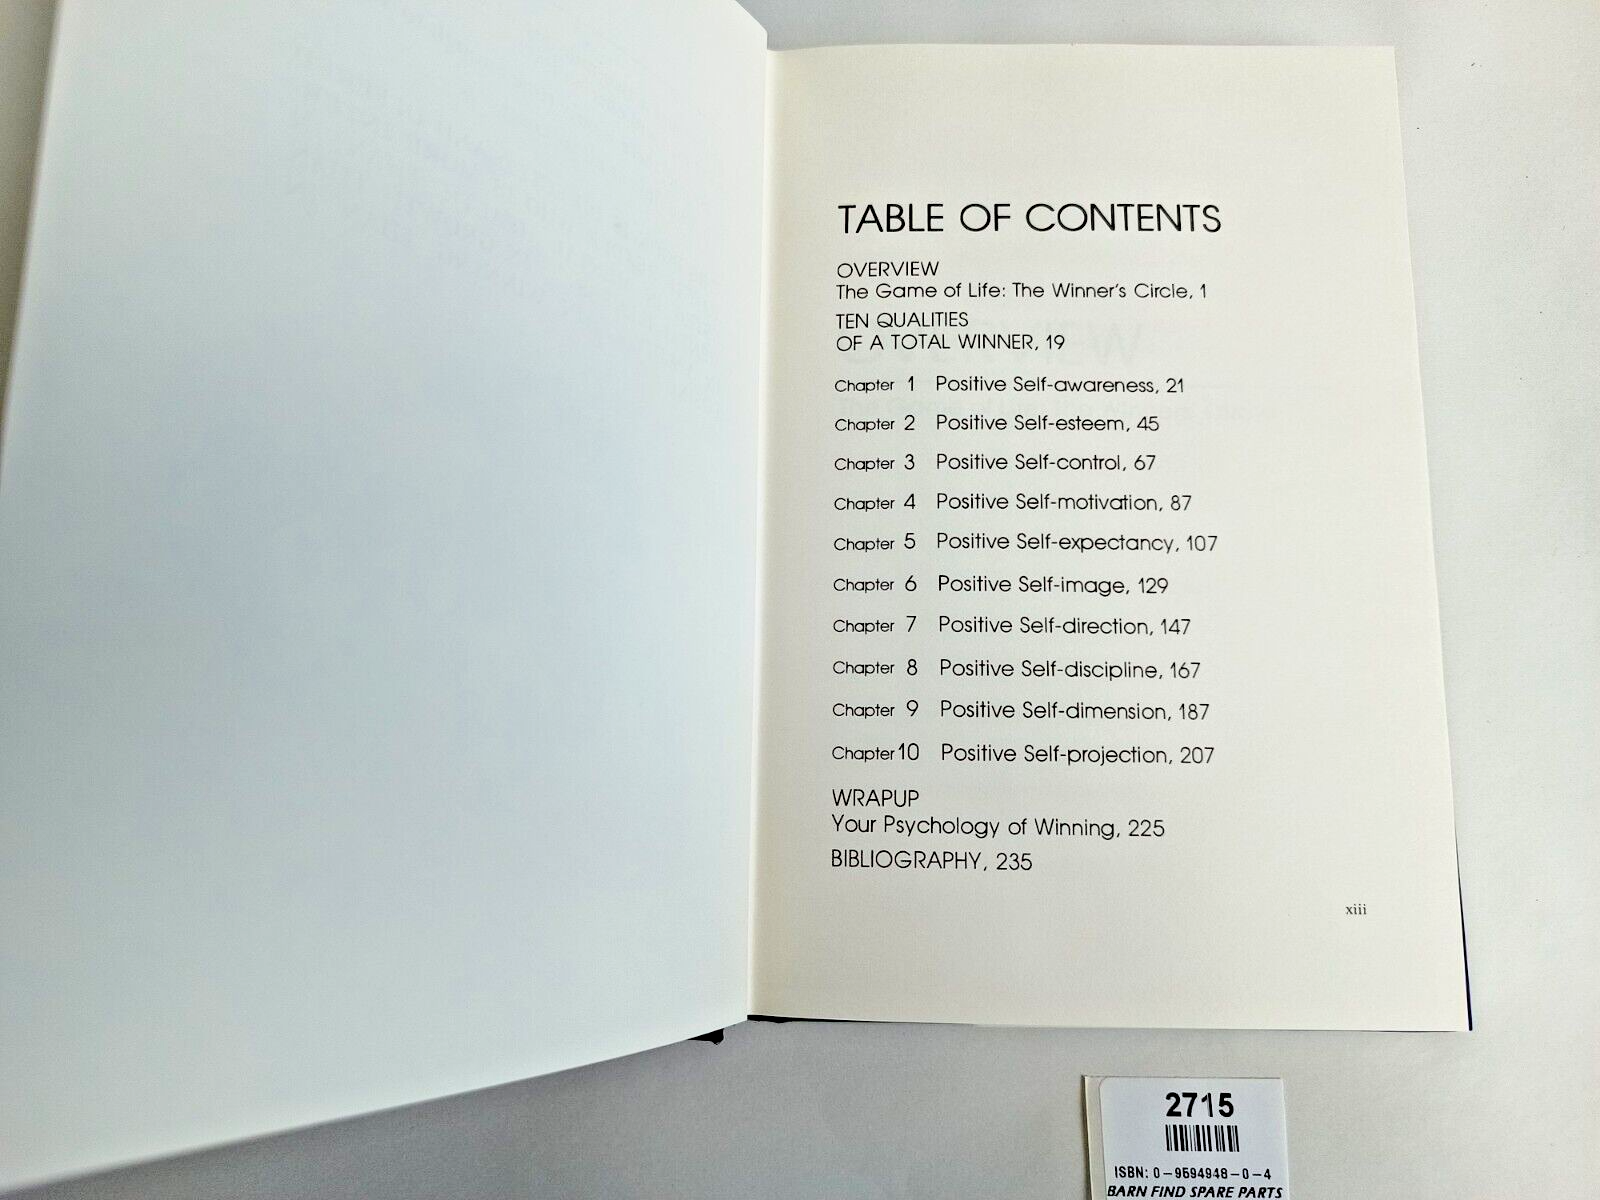 TABLE OF CONTENTS
OVERVIEW
The Game of Life: The Winner's Circle, 1
TEN QUALITIES
OF A TOTAL WINNER, 19
Chapter 1 Positive Self-awareness, 21
Chapter 2 Positive Self-esteem, 45
Chapter 3 Positive Self-control, 67
Chapter 4 Positive Self-motivation, 87
Chapter 5 Positive Self-expectancy, 107
Chapter 6 Positive Self-image, 129
Chapter 7 Positive Self-direction, 147
Chapter 8 Positive Self-discipline, 167
Chapter 9 Positive Self-dimension, 187
Chapter 10 Positive Self-projection, 207
WRAPUP
Your Psychology of Winning, 225
BIBLIOGRAPHY, 235
xiii
2715
ISBN: 0-9694948-0-4
BARN FIND SPARE PARTS